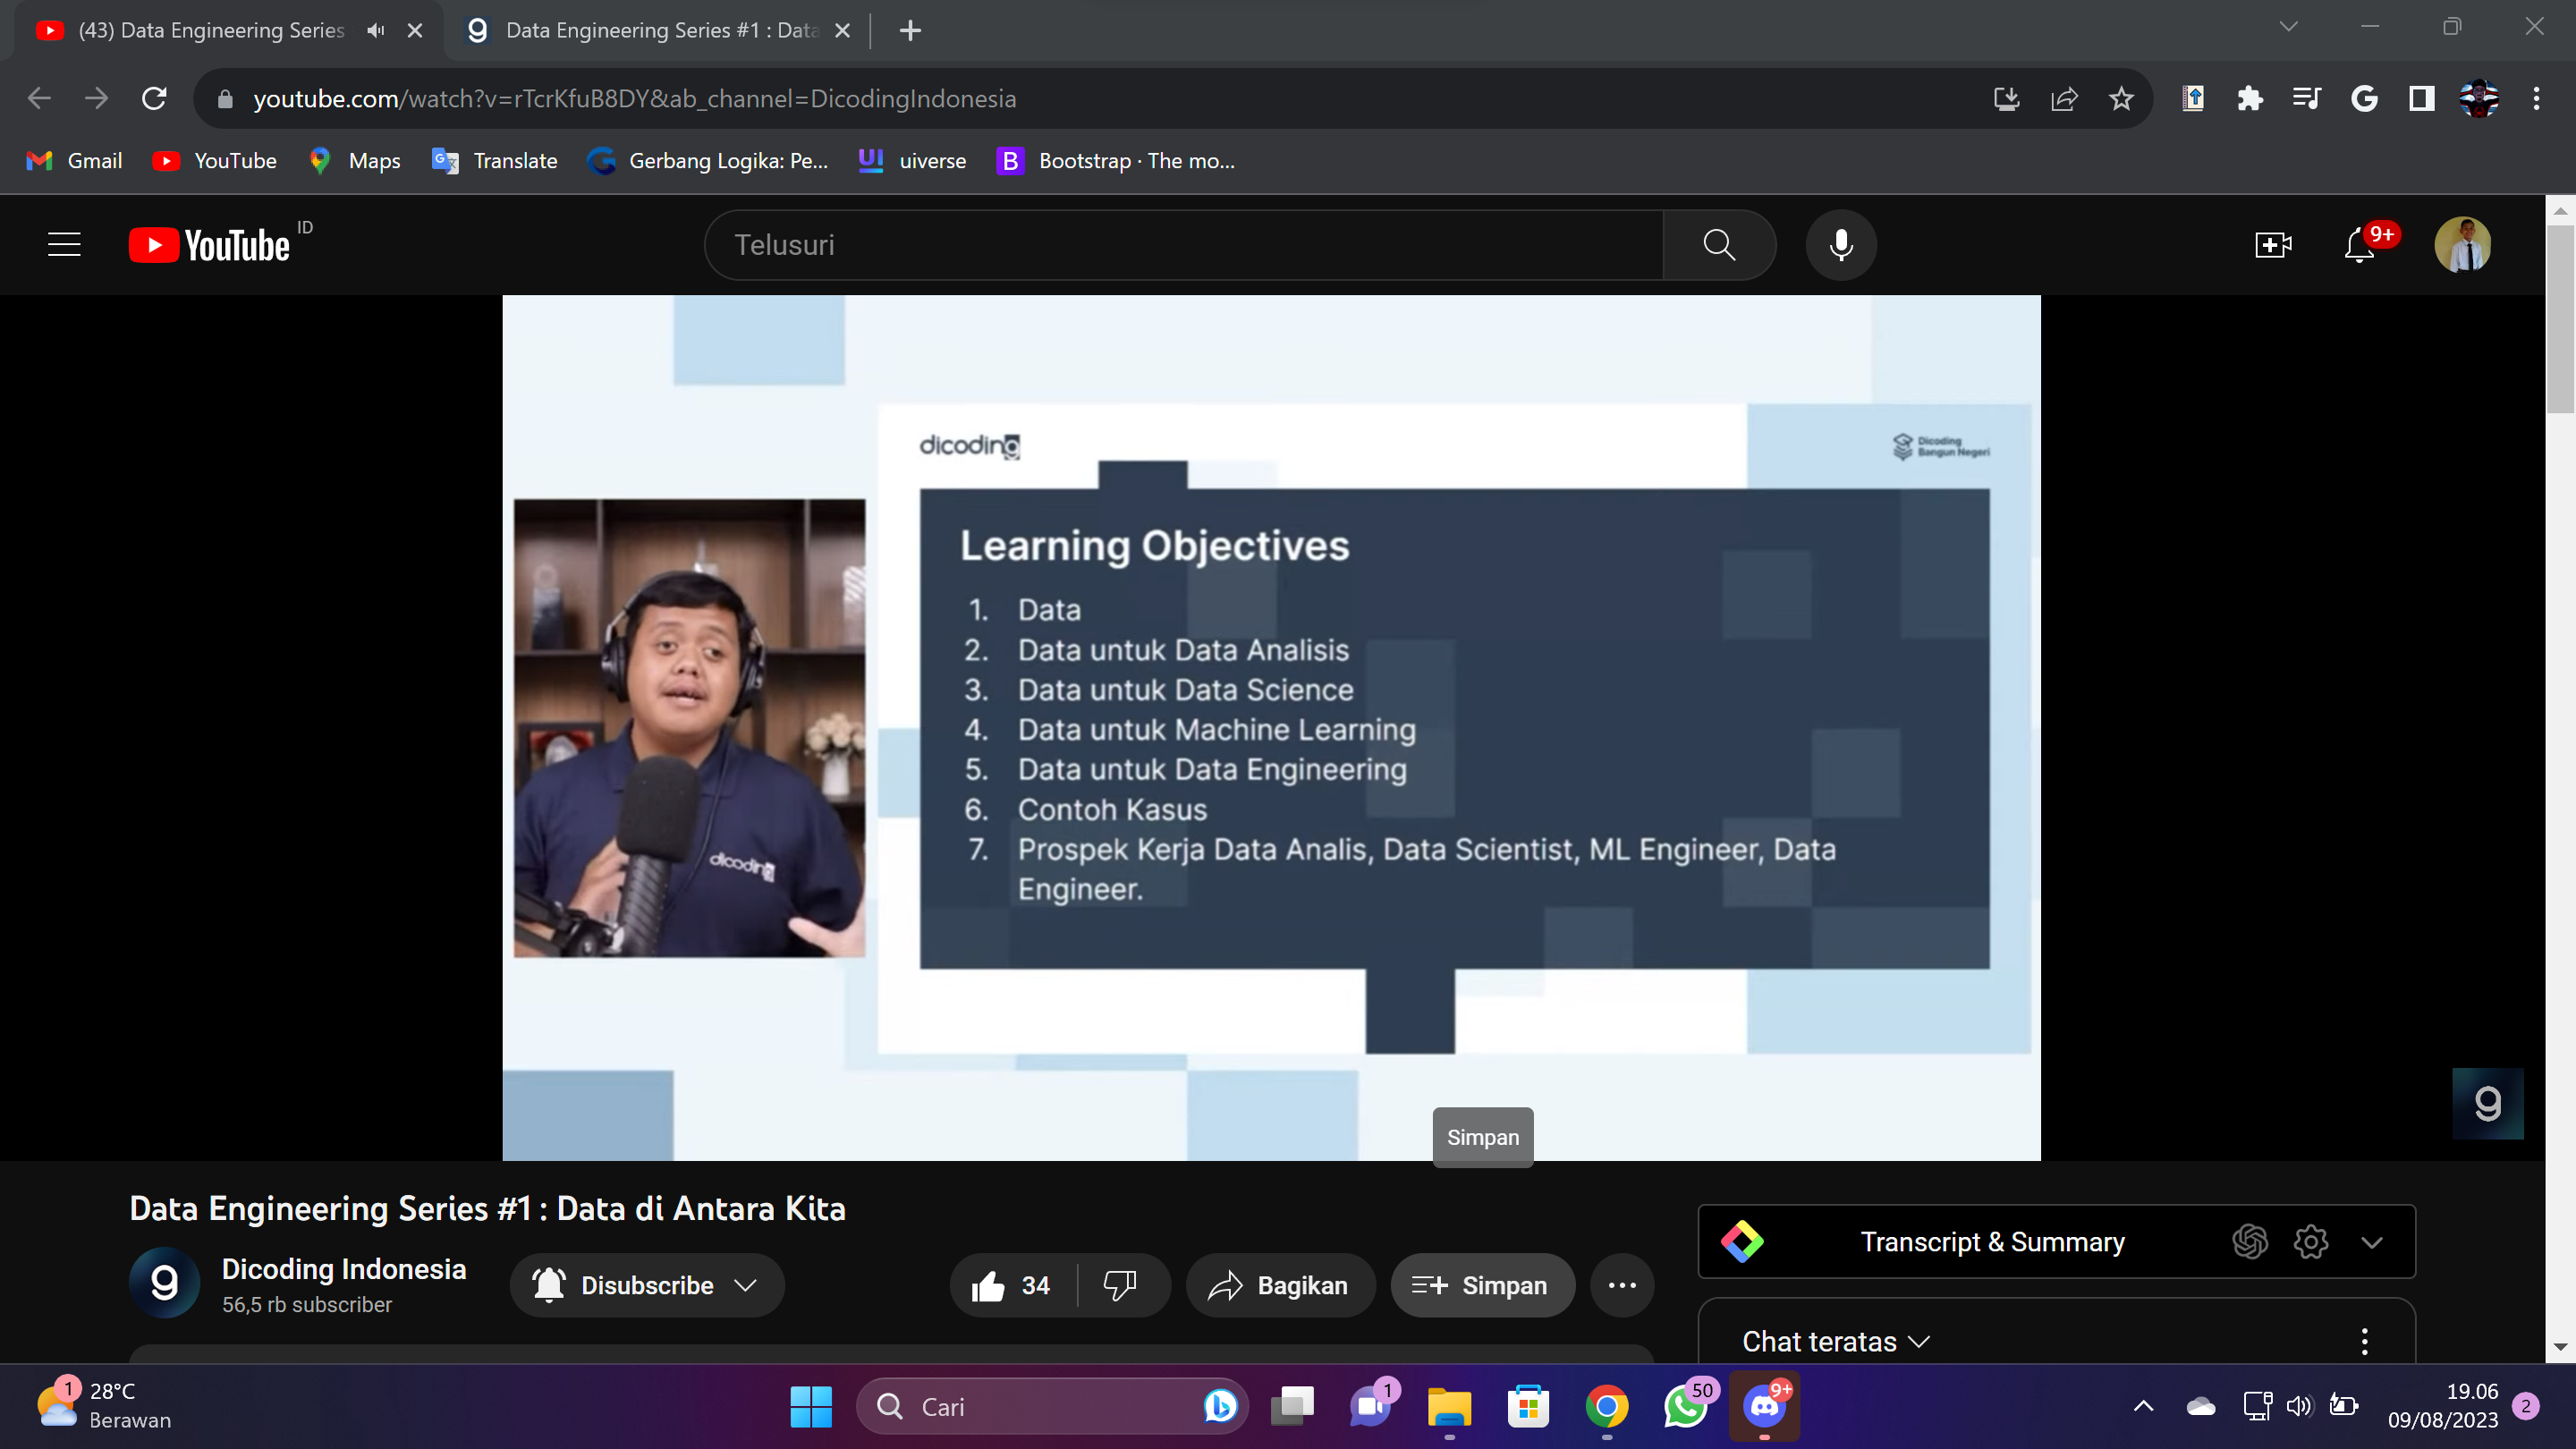 (43) Data Engineering Series
Data Engineering Series #1 : Data
youtube.com/watch?v=rTcrKfuB8DY&ab_channel=DicodingIndonesia
Gmail
YouTube
Maps
Translate
Gerbang Logika: Pe...
uiverse
Bootstrap · The mo...
YouTube ID
Telusuri
9+
dicoding
Dicoding
Bangun Negeri
Learning Objectives
1. Data
2. Data untuk Data Analisis
3. Data untuk Data Science
4. Data untuk Machine Learning
5. Data untuk Data Engineering
6. Contoh Kasus
7. Prospek Kerja Data Analis, Data Scientist, ML Engineer, Data
Engineer.
dicoding
Simpan
Data Engineering Series #1 : Data di Antara Kita
Dicoding Indonesia
56,5 rb subscriber
Disubscribe
34
Bagikan
Simpan
Transcript & Summary
Chat teratas
1
28°C
Berawan
Cari
1
50
9+
19.06
09/08/2023
2